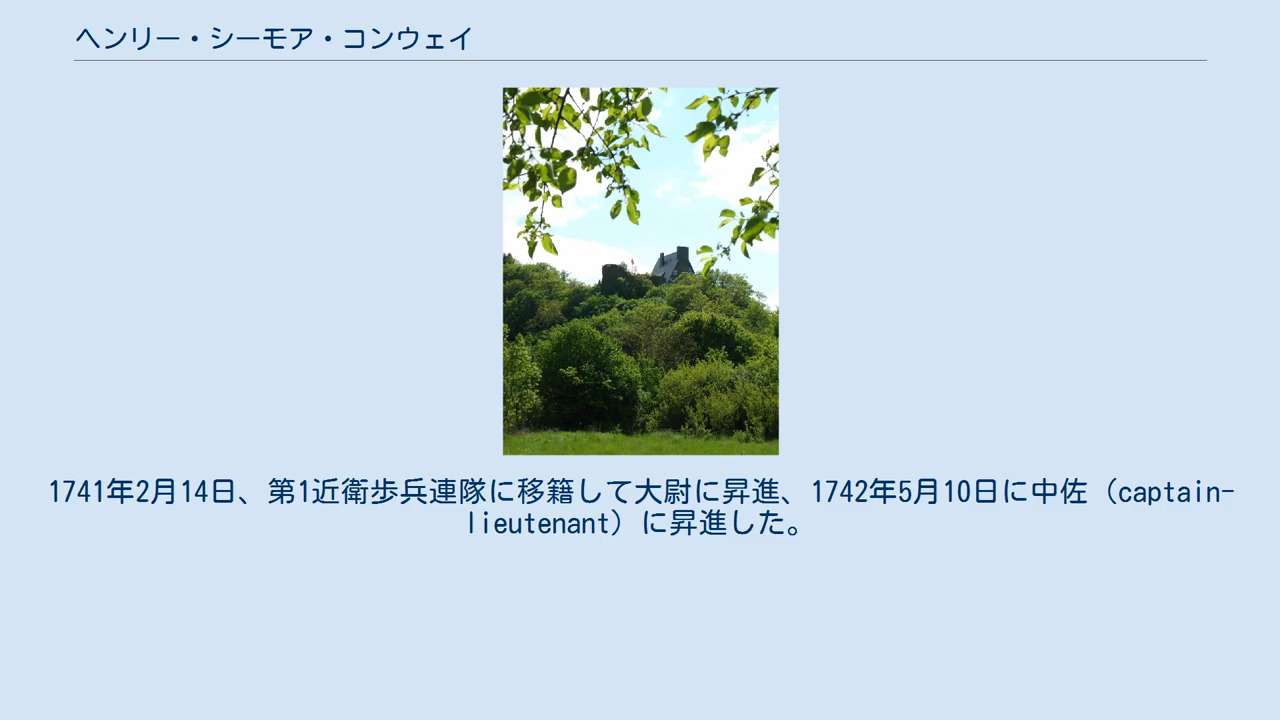 ヘンリー・シーモア・コンウェイ
1741年2月14日、第1近衛歩兵連隊に移籍して大尉に昇進、1742年5月10日に中佐（captain-
lieutenant）に昇進した。